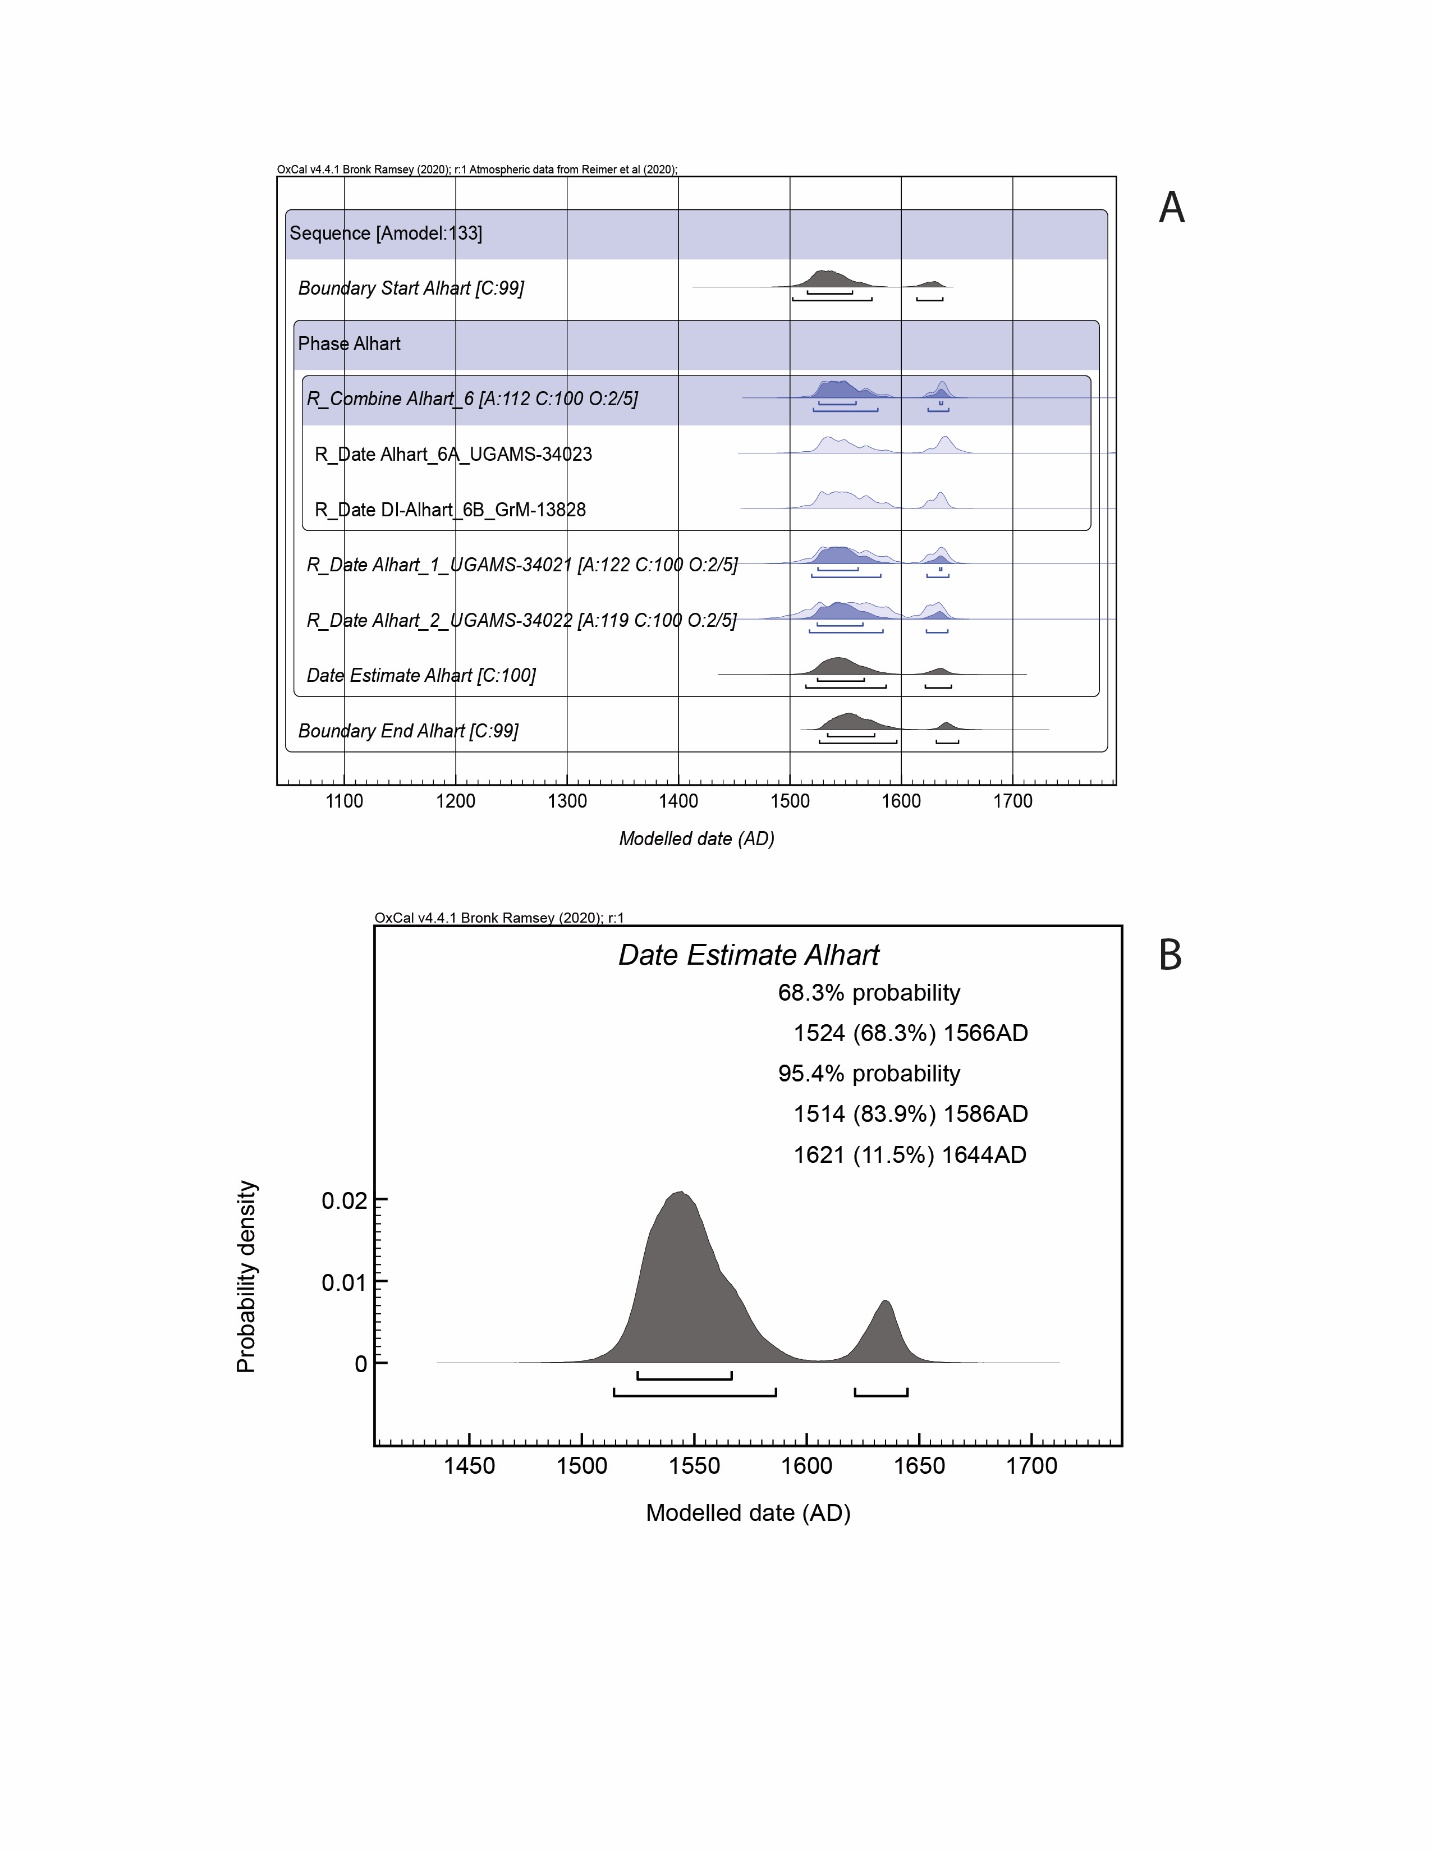 OxCal v4.4.1 Bronk Ramsey (2020); r:1 Atmospheric data from Reimer et al (2020);
A
Sequence [Amodel:133]
Boundary Start Alhart [C:99]
Phase Alhart
R_Combine Alhart_6 [A:112 C:100 O:2/5]
R_Date Alhart_6A_UGAMS-34023
R_Date DI-Alhart_6B_GrM-13828
R_Date Alhart_1_UGAMS-34021 [A:122 C:100 O:2/5]
R_Date Alhart_2_UGAMS-34022 [A:119 C:100 O:2/5]
Date Estimate Alhart [C:100]
Boundary End Alhart [C:99]
1100 1200 1300 1400 1500 1600 1700
Modelled date (AD)
OxCal v4.4.1 Bronk Ramsey (2020); r:1
B
Date Estimate Alhart
68.3% probability
1524 (68.3%) 1566AD
95.4% probability
1514 (83.9%) 1586AD
1621 (11.5%) 1644AD
Probability density
0.02
0.01
0
1450 1500 1550 1600 1650 1700
Modelled date (AD)